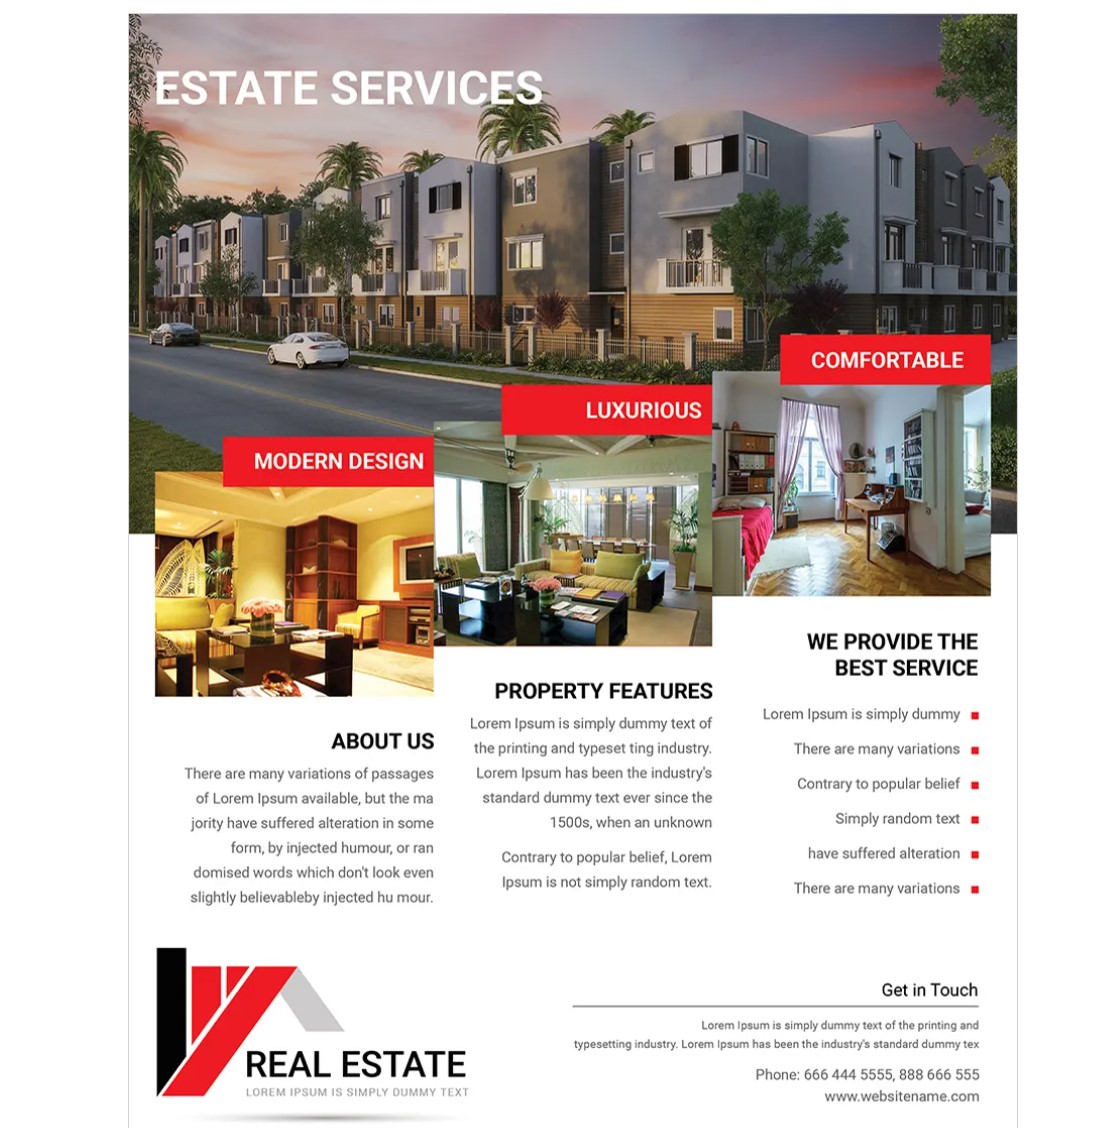 ESTATE SERVICES
COMFORTABLE
LUXURIOUS
MODERN DESIGN
ABOUT US
There are many variations of passages
of Lorem Ipsum available, but the ma
jority have suffered alteration in some
form, by injected humour, or ran
domised words which don't look even
slightly believableby injected hu mour.
PROPERTY FEATURES
Lorem Ipsum is simply dummy text of
the printing and typeset ting industry.
Lorem Ipsum has been the industry's
standard dummy text ever since the
1500s, when an unknown
Contrary to popular belief, Lorem
Ipsum is not simply random text.
WE PROVIDE THE
BEST SERVICE
Lorem Ipsum is simply dummy
There are many variations
Contrary to popular belief
Simply random text
have suffered alteration
There are many variations
REAL ESTATE
LOREM IPSUM IS SIMPLY DUMMY TEXT
Get in Touch
Lorem Ipsum is simply dummy text of the printing and
typesetting industry. Lorem Ipsum has been the industry's standard dummy tex
Phone: 666 444 5555, 888 666 555
www.websitename.com